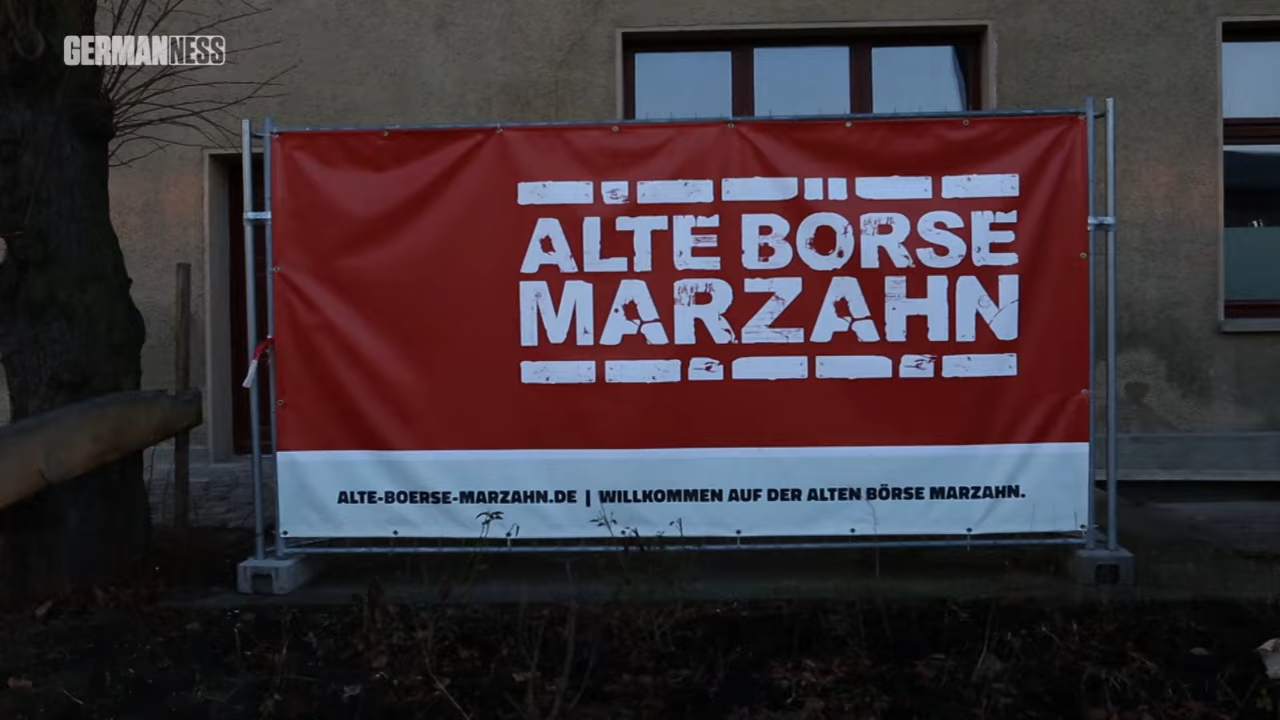 GERMANNESS
ALTE BÖRSE
MARZAHN
ALTE-BOERSE-MARZAHN.DE | WILLKOMMEN AUF DER ALTEN BÖRSE MARZAHN.